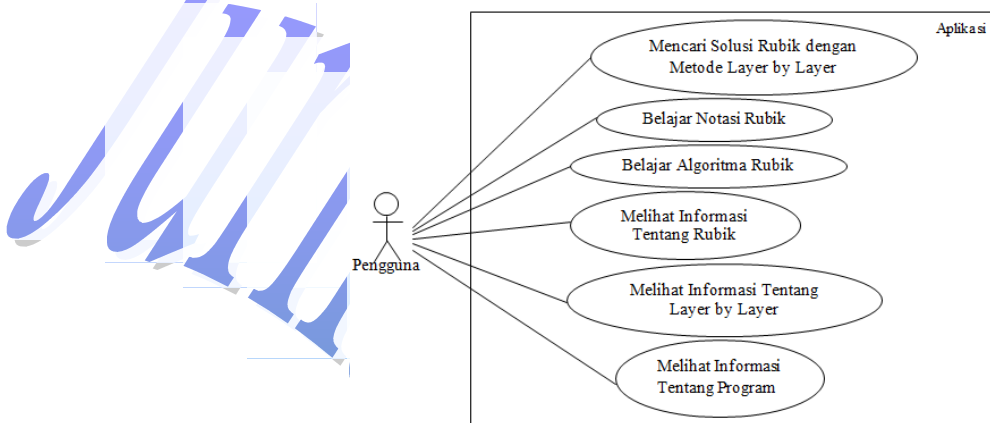 Aplikasi
Mencari Solusi Rubik dengan
Metode Layer by Layer
Belajar Notasi Rubik
Belajar Algoritma Rubik
Melihat Informasi
Tentang Rubik
Pengguna
Melihat Informasi Tentang
Layer by Layer
Melihat Informasi
Tentang Program